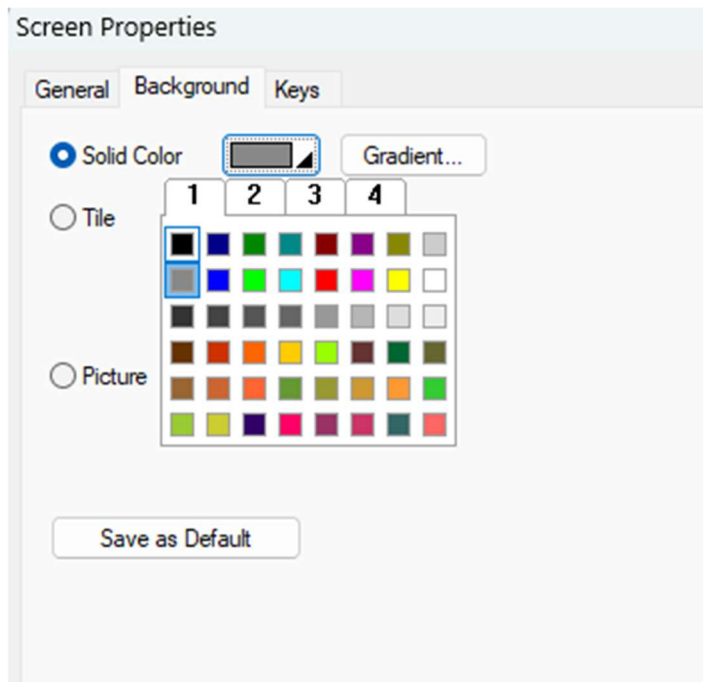 Screen Properties
General Background Keys
Solid Color Gradient...
1 2 3 4
Tile
Picture
Save as Default